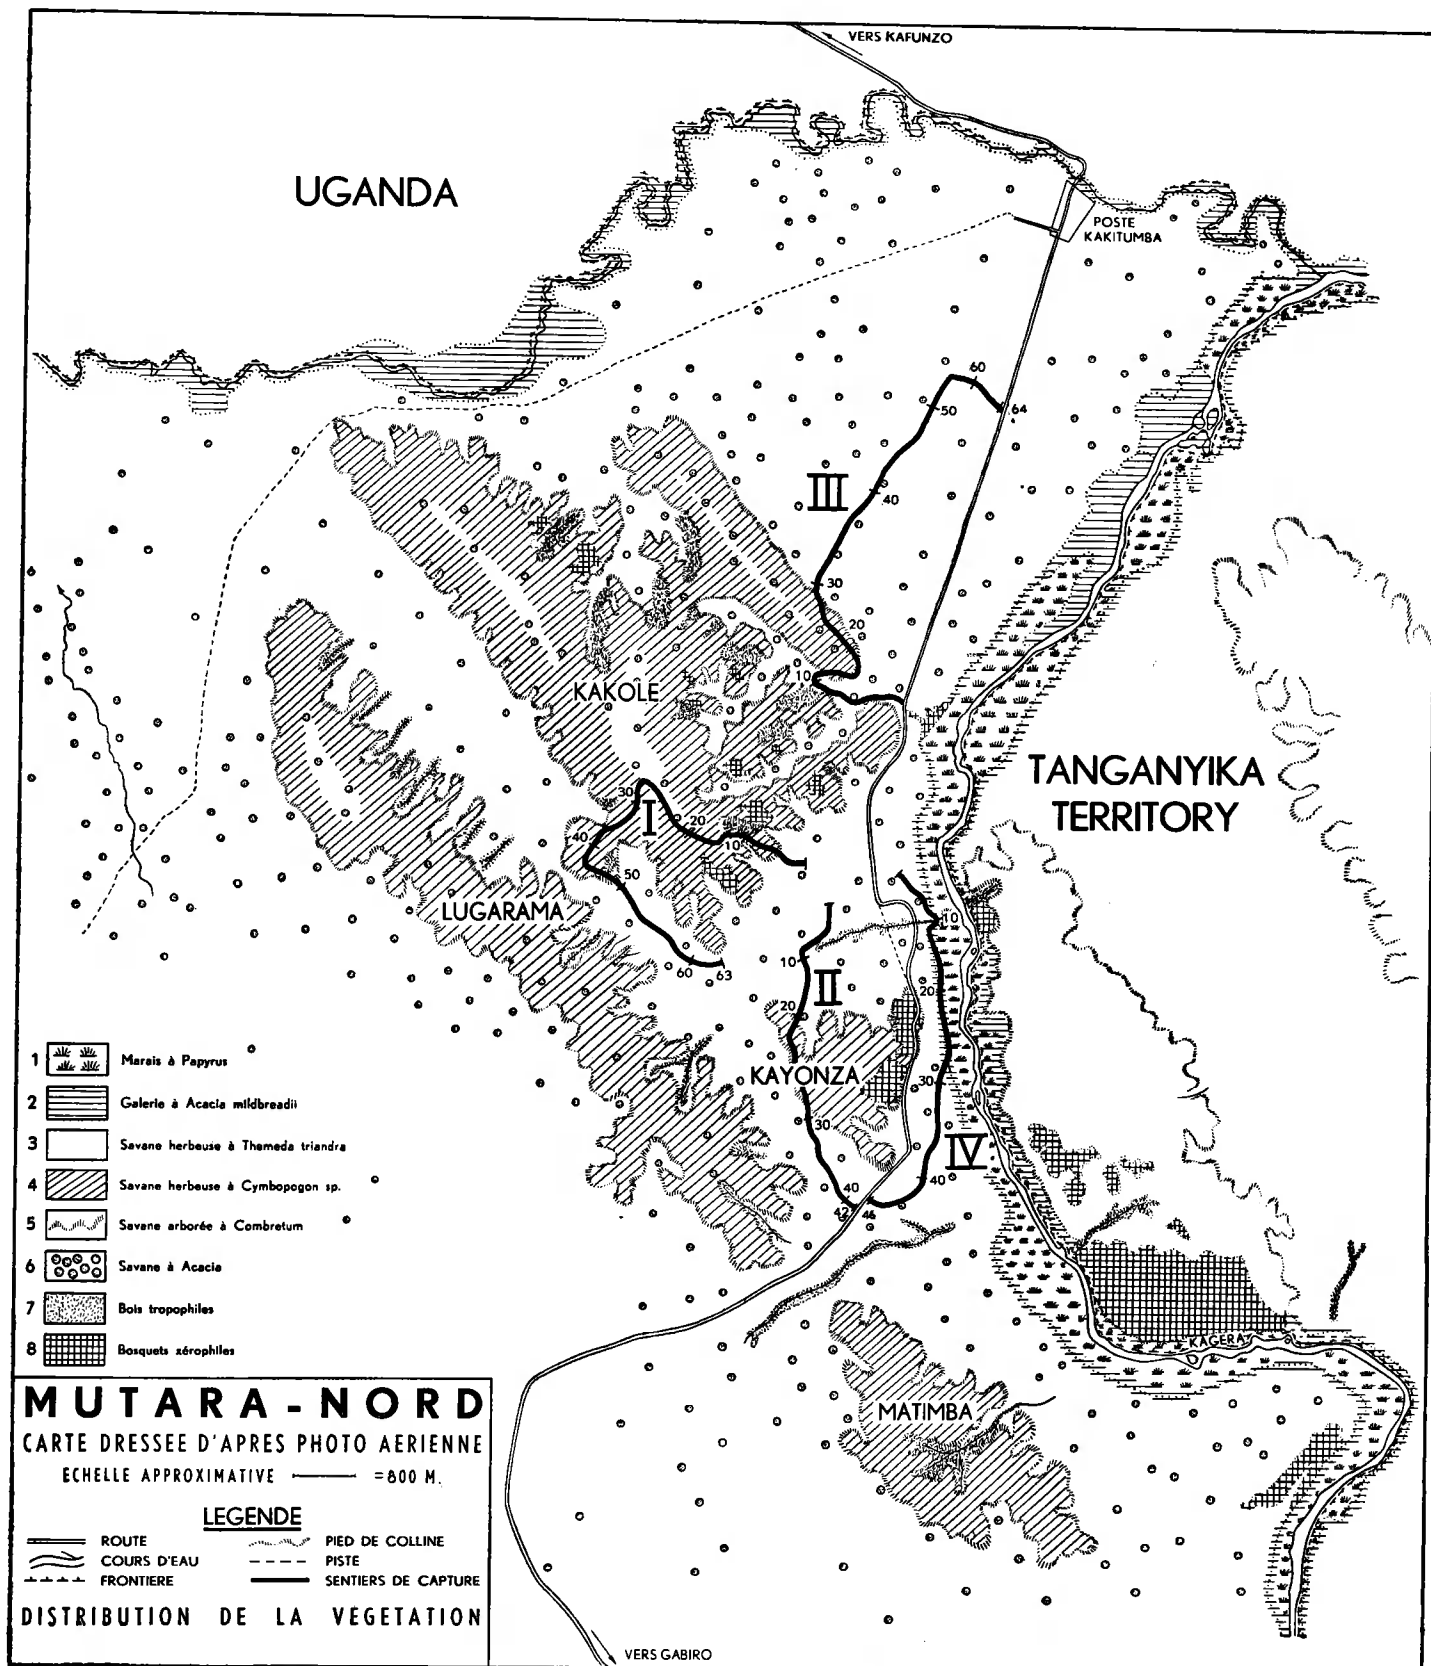 VERS KAFUNZO
UGANDA
POSTE
KAKITUMBA
60
50
64
III
40
30
20
10
KAKOLE
TANGANYIKA
TERRITORY
30
I
20
40
10
50
LUGARAMA
60
63
10
II
20
KAYONZA
30
40
42
10
20
30
IV
40
46
KAGERA
MATIMBA
1 Marais à Papyrus
2 Galerie à Acacia mildbreadii
3 Savane herbeuse à Themeda triandra
4 Savane herbeuse à Cymbopogon sp.
5 Savane arborée à Combretum
6 Savane à Acacia
7 Bois tropophiles
8 Bosquets xérophiles
MUTARA - NORD
CARTE DRESSEE D'APRES PHOTO AERIENNE
ECHELLE APPROXIMATIVE = 800 M.
LEGENDE
ROUTE
COURS D'EAU
FRONTIERE
PIED DE COLLINE
PISTE
SENTIERS DE CAPTURE
DISTRIBUTION DE LA VEGETATION
VERS GABIRO